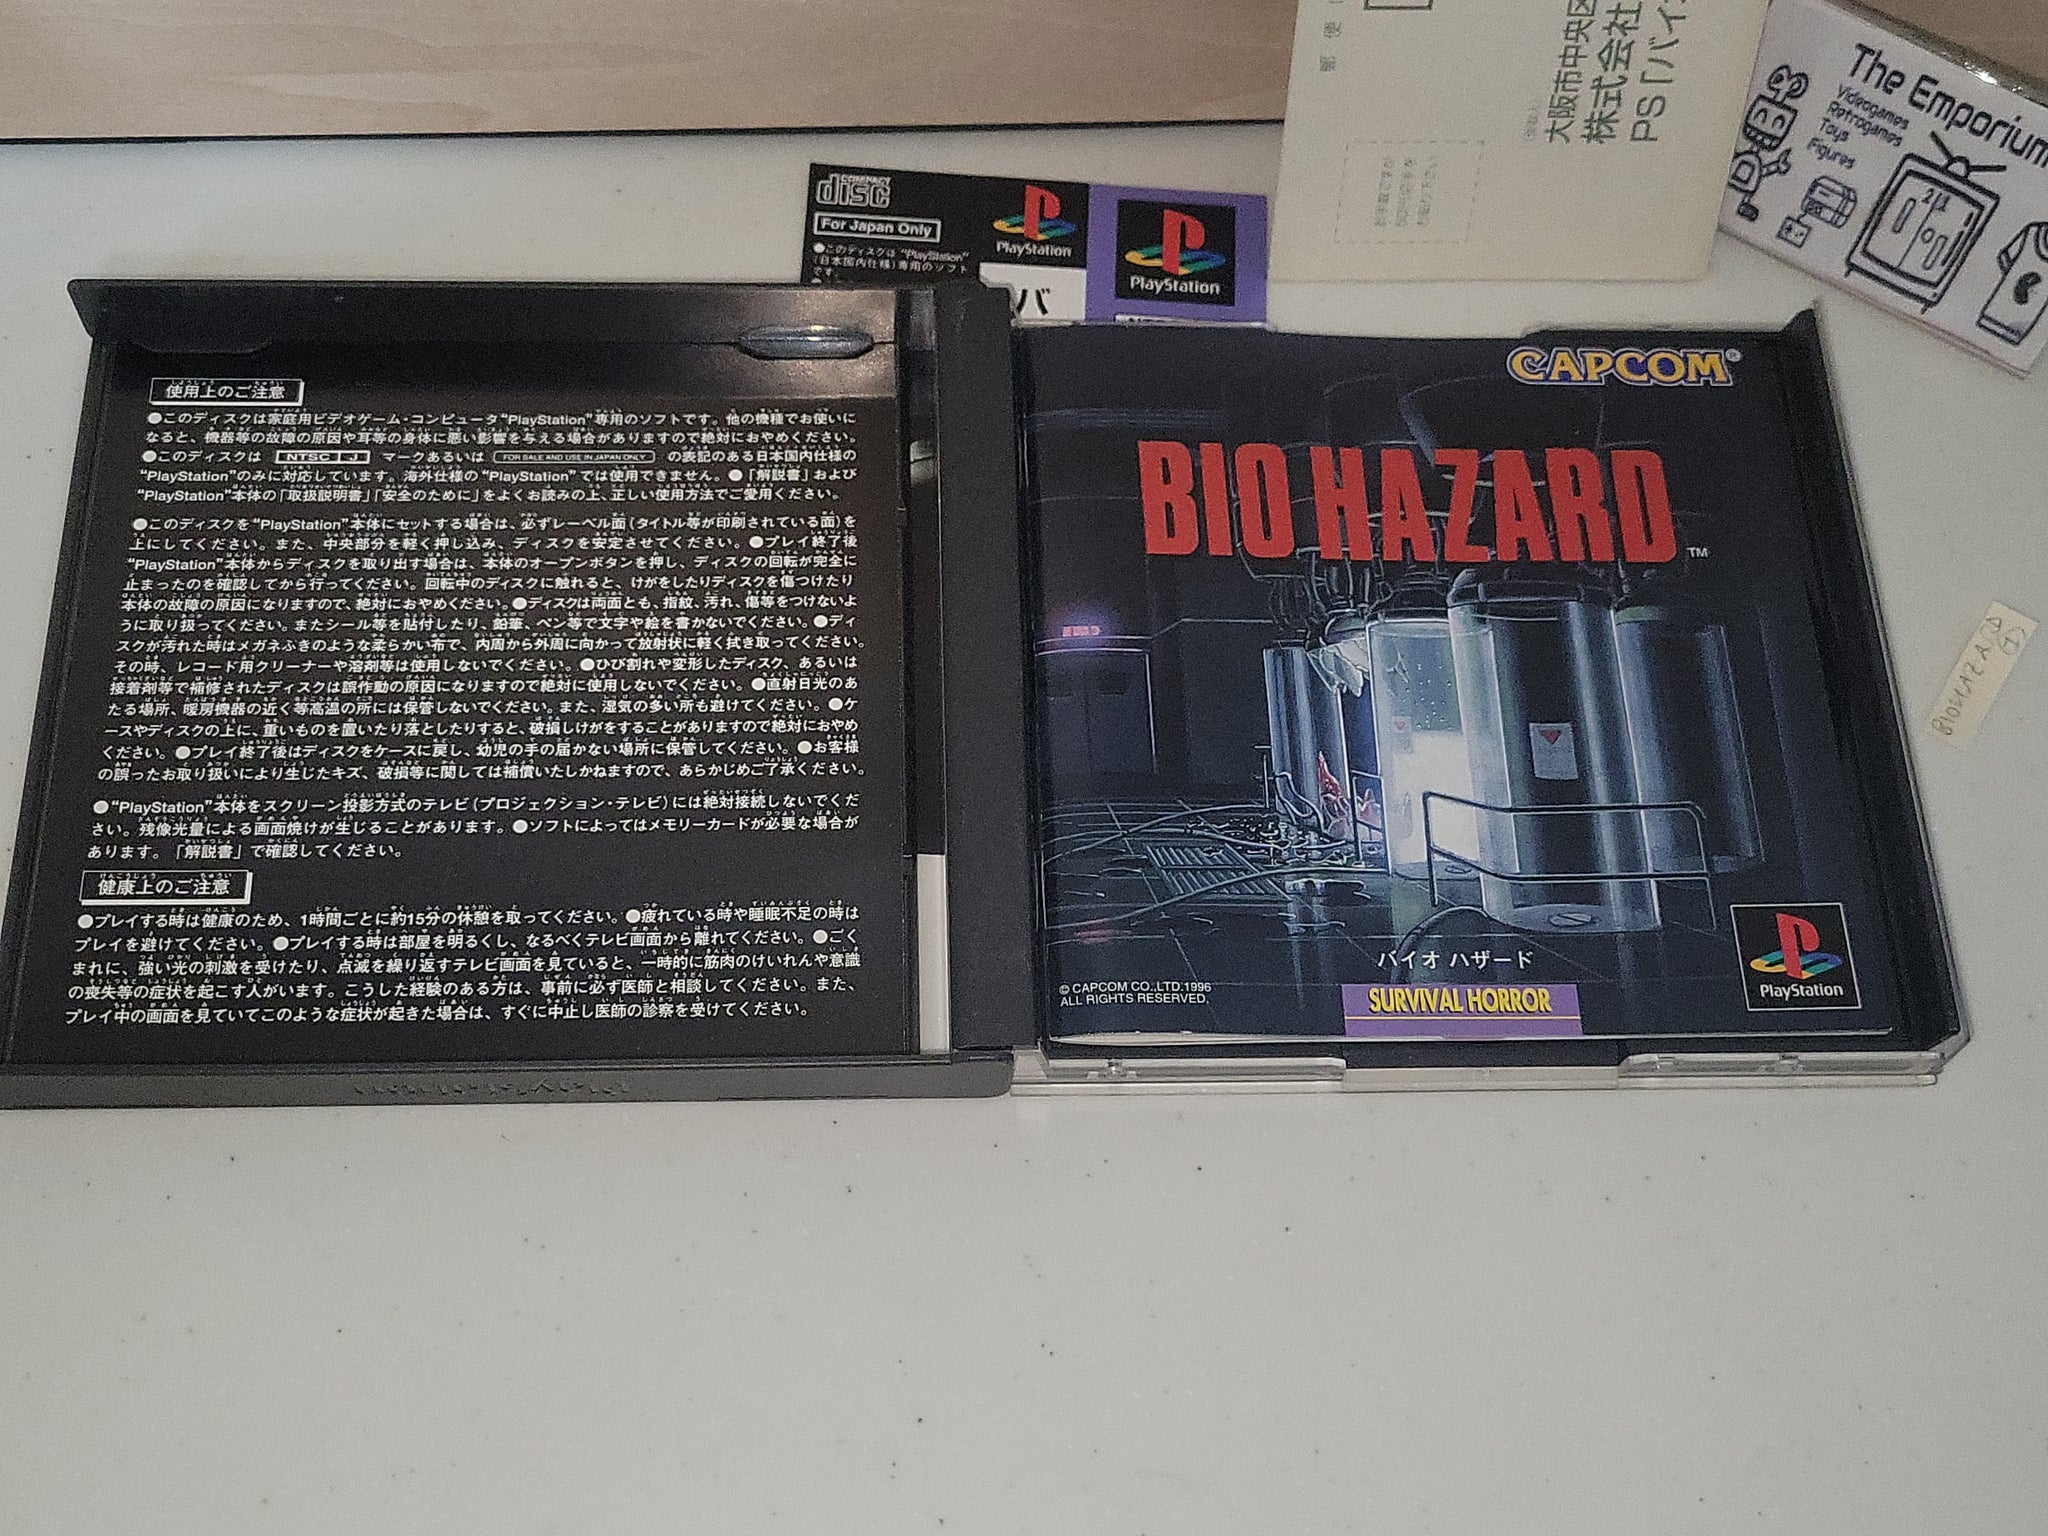 使用上のご注意
●このディスクは家庭用ビデオゲーム・コンピュータ“PlayStation”専用のソフトです。他の機種でお使いに
なると、機器等の故障の原因や耳等の身体に悪い影響を与える場合がありますので絶対におやめください。
●このディスクは NTSC J マークあるいは FOR SALE AND USE IN JAPAN ONLY の表記のある日本国内仕様の
“PlayStation”のみに対応しています。海外仕様の“PlayStation”では使用できません。●「解説書」および
“PlayStation”本体の「取扱説明書」「安全のために」をよくお読みの上、正しい使用方法でご愛用ください。
●このディスクを“PlayStation”本体にセットする場合は、必ずレーベル面(タイトル等が印刷されている面)を
上にしてください。また、中央部分を軽く押し込み、ディスクを安定させてください。●プレイ終了後
“PlayStation”本体からディスクを取り出す場合は、本体のオープンボタンを押し、ディスクの回転が完全に
止まったのを確認してから行ってください。回転中のディスクに触れると、けがをしたりディスクを傷つけたり
本体の故障の原因になりますので、絶対におやめください。●ディスクは両面とも、指紋、汚れ、傷等をつけないよ
うに取り扱ってください。またシール等を貼付したり、鉛筆、ペン等で文字や絵を書かないでください。●ディ
スクが汚れた時はメガネふきのような柔らかい布で、内周から外周に向かって放射状に軽く拭き取ってください。
その時、レコード用クリーナーや溶剤等は使用しないでください。●ひび割れや変形したディスク、あるいは
接着剤等で補修されたディスクは誤作動の原因になりますので絶対に使用しないでください。●直射日光のあ
たる場所、暖房機器の近く等高温の所には保管しないでください。また、湿気の多い所も避けてください。●ケ
ースやディスクの上に、重いものを置いたり落としたりすると、破損しけがをすることがありますので絶対におやめ
ください。●プレイ終了後はディスクをケースに戻し、幼児の手の届かない場所に保管してください。●お客様
の誤ったお取り扱いにより生じたキズ、破損等に関しては補償いたしかねますので、あらかじめご了承ください。
●“PlayStation”本体をスクリーン投影方式のテレビ(プロジェクション・テレビ)には絶対接続しないでくだ
さい。残像光量による画面焼けが生じることがあります。●ソフトによってはメモリーカードが必要な場合が
あります。「解説書」で確認してください。
健康上のご注意
●プレイする時は健康のため、1時間ごとに約15分の休憩を取ってください。●疲れている時や睡眠不足の時は
プレイを避けてください。●プレイする時は部屋を明るくし、なるべくテレビ画面から離れてください。●ごく
まれに、強い光の刺激を受けたり、点滅を繰り返すテレビ画面を見ていると、一時的に筋肉のけいれんや意識
の喪失等の症状を起こす人がいます。こうした経験のある方は、事前に必ず医師と相談してください。また、
プレイ中の画面を見ていてこのような症状が起きた場合は、すぐに中止し医師の診察を受けてください。
COMPACT
disc
For Japan Only
●このディスクは“PlayStation”
(日本国内仕様)専用のソフト
です。
PlayStation
バ
PlayStation
CAPCOM®
BIO HAZARD™
バイオ ハザード
© CAPCOM CO.,LTD.1996
ALL RIGHTS RESERVED.
SURVIVAL HORROR
PlayStation
郵便
大阪市中央区
株式会社
PS「バイ
The Emporium
Videogames
Retrogames
Toys
Figures
21
BIOHAZARD
(1)